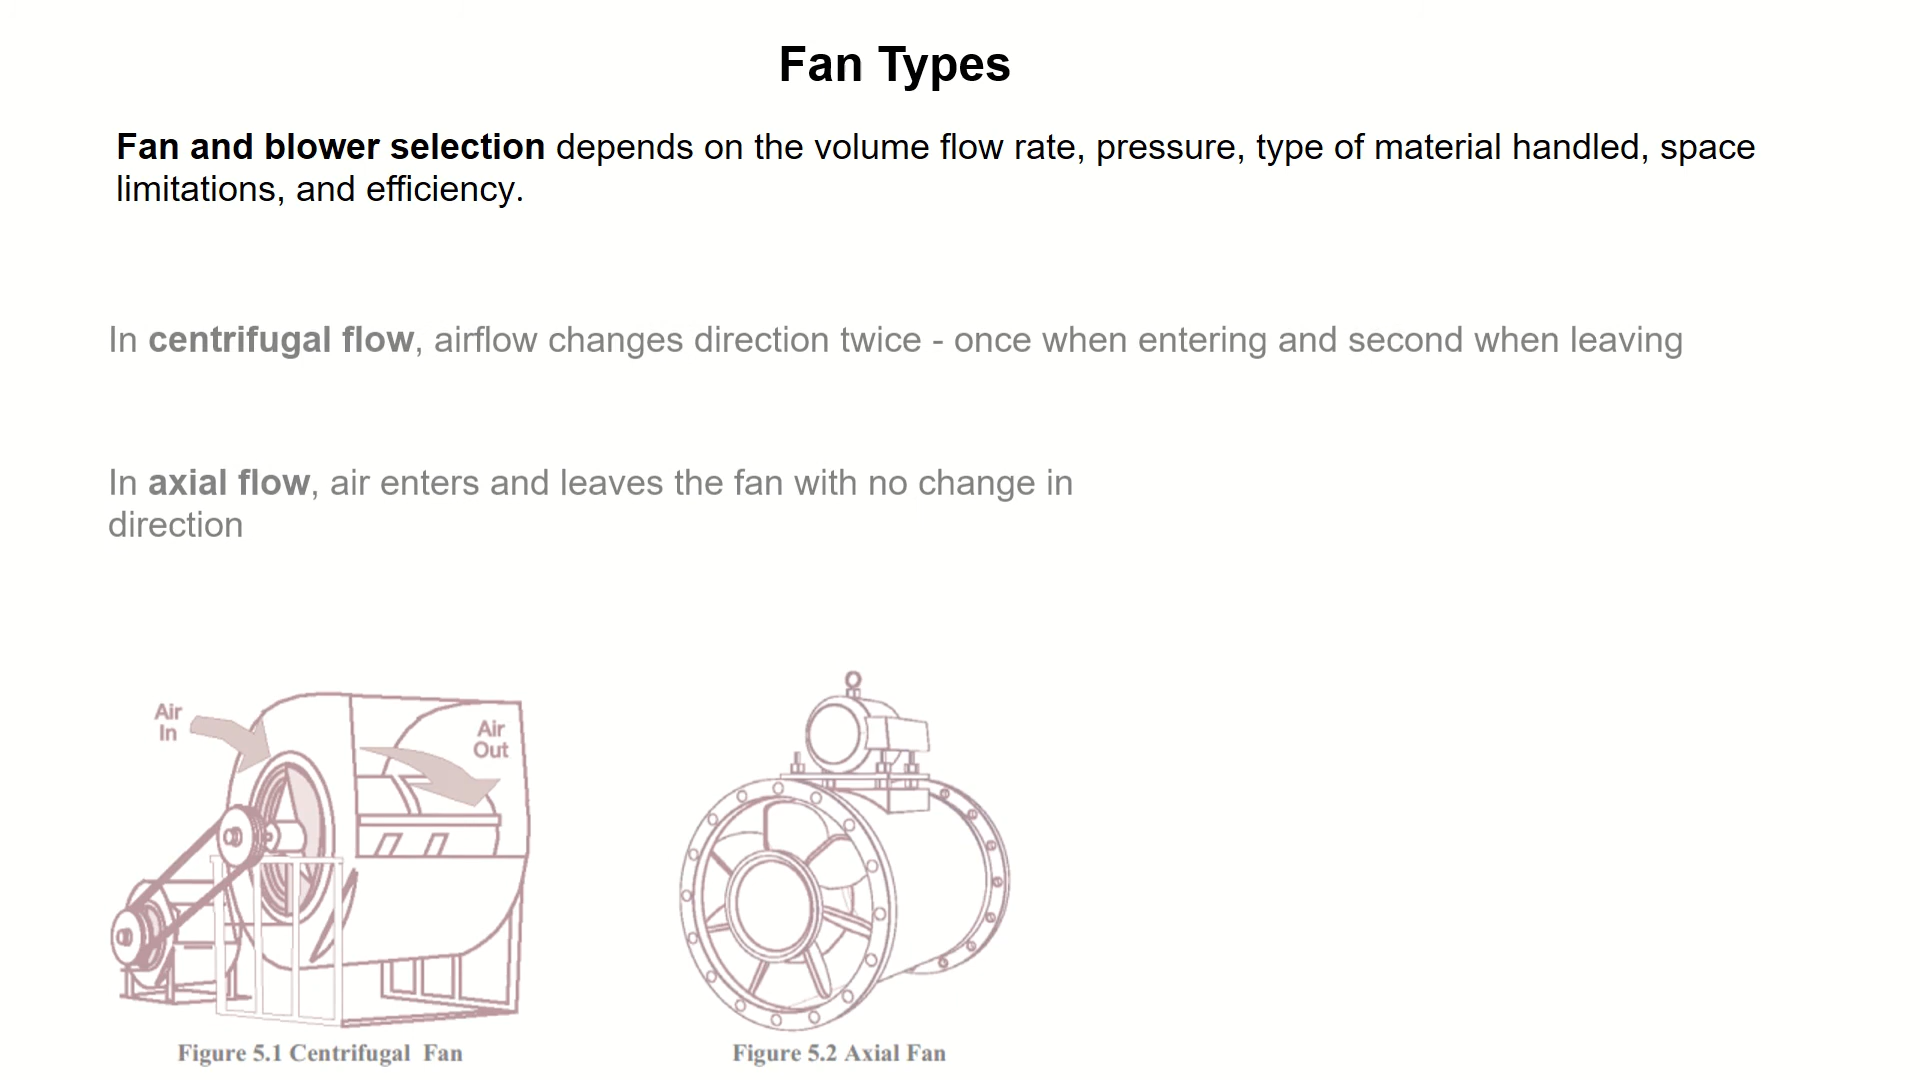 Fan Types
Fan and blower selection depends on the volume flow rate, pressure, type of material handled, space
limitations, and efficiency.
In centrifugal flow, airflow changes direction twice - once when entering and second when leaving
In axial flow, air enters and leaves the fan with no change in
direction
Air
In
Air
Out
Figure 5.1 Centrifugal Fan
Figure 5.2 Axial Fan